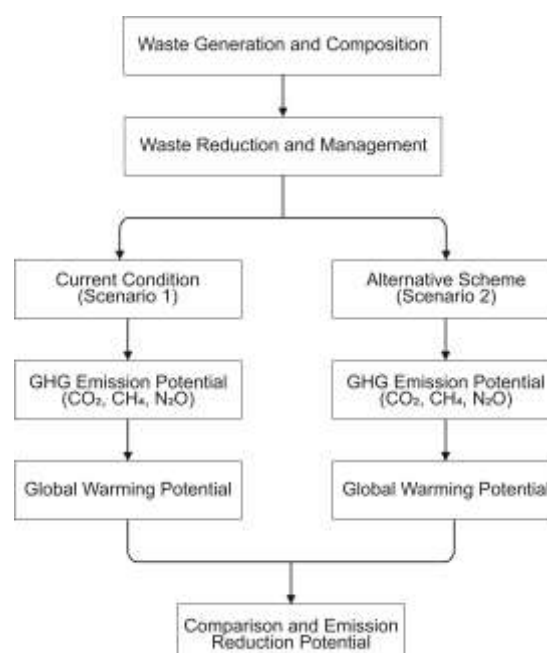 Waste Generation and Composition
Waste Reduction and Management
Current Condition
(Scenario 1)
Alternative Scheme
(Scenario 2)
GHG Emission Potential
(CO₂, CH₄, N₂O)
GHG Emission Potential
(CO₂, CH₄, N₂O)
Global Warming Potential
Global Warming Potential
Comparison and Emission
Reduction Potential